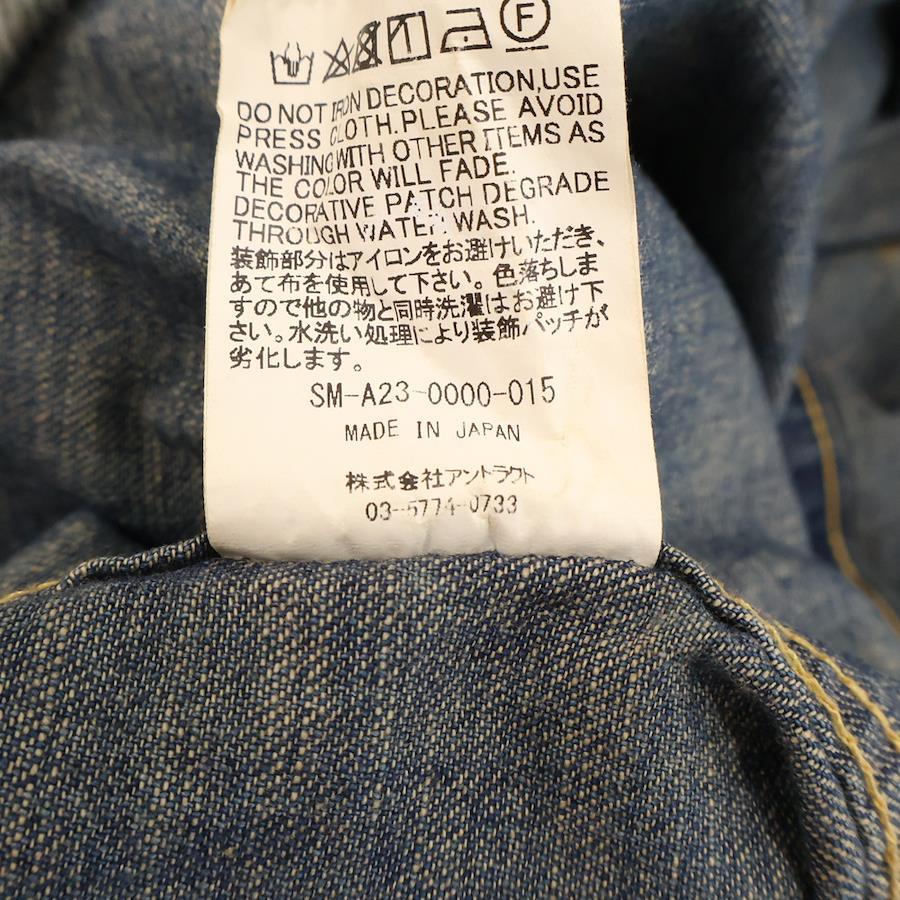 F
DO NOT IRON DECORATION,USE
PRESS CLOTH.PLEASE AVOID
WASHING WITH OTHER ITEMS AS
THE COLOR WILL FADE.
DECORATIVE PATCH DEGRADE
THROUGH WATER WASH.
装飾部分はアイロンをお避けいただき、
あて布を使用して下さい。色落ちしま
すので他の物と同時洗濯はお避け下
さい。水洗い処理により装飾パッチが
劣化します。
SM-A23-0000-015
MADE IN JAPAN
株式会社アントラクト
03-5774-0733